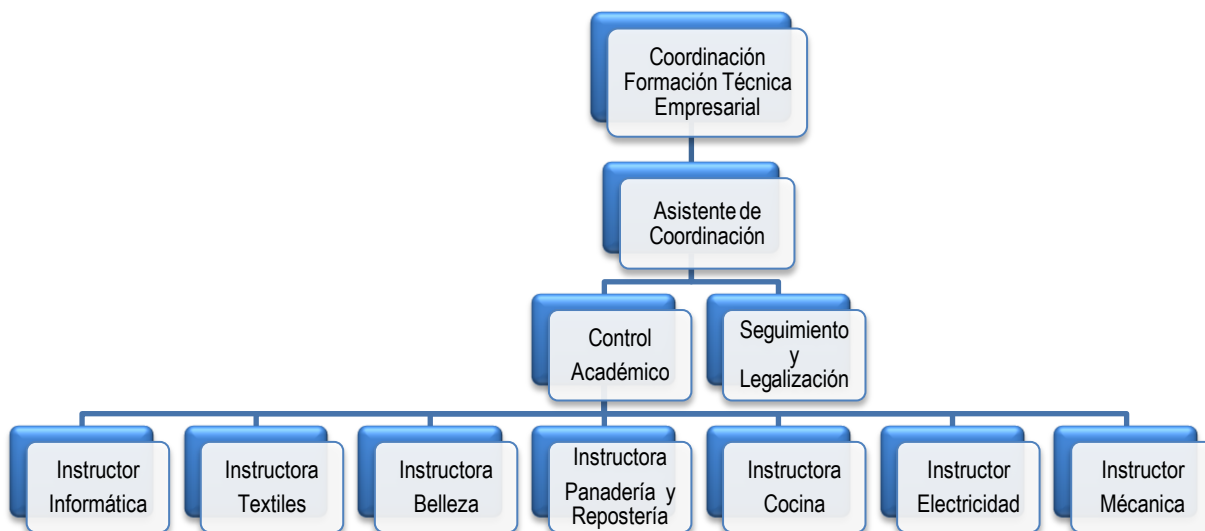 Coordinación
Formación Técnica
Empresarial
Asistente de
Coordinación
Control
Académico
Seguimiento
y
Legalización
Instructor
Informática
Instructora
Textiles
Instructora
Belleza
Instructora
Panadería y
Repostería
Instructora
Cocina
Instructor
Electricidad
Instructor
Mécanica